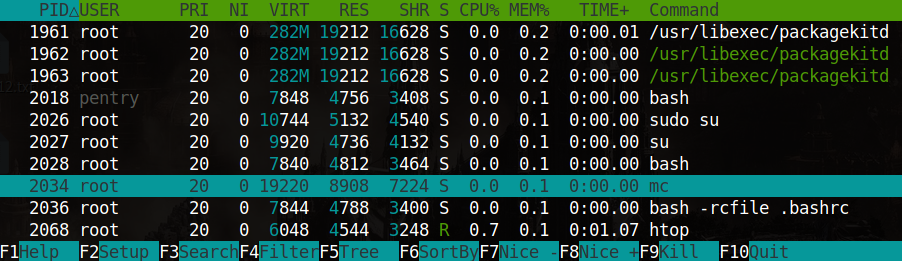 PID△USER PRI NI VIRT RES SHR S CPU% MEM% TIME+ Command
1961 root 20 0 282M 19212 16628 S 0.0 0.2 0:00.01 /usr/libexec/packagekitd
1962 root 20 0 282M 19212 16628 S 0.0 0.2 0:00.00 /usr/libexec/packagekitd
1963 root 20 0 282M 19212 16628 S 0.0 0.2 0:00.00 /usr/libexec/packagekitd
2018 pentry 20 0 7848 4756 3408 S 0.0 0.1 0:00.00 bash
2026 root 20 0 10744 5132 4540 S 0.0 0.1 0:00.00 sudo su
2027 root 20 0 9920 4736 4132 S 0.0 0.1 0:00.00 su
2028 root 20 0 7840 4812 3464 S 0.0 0.1 0:00.00 bash
2034 root 20 0 19220 8908 7224 S 0.0 0.1 0:00.00 mc
2036 root 20 0 7844 4788 3400 S 0.0 0.1 0:00.00 bash -rcfile .bashrc
2068 root 20 0 6048 4544 3248 R 0.7 0.1 0:01.07 htop
F1Help F2Setup F3SearchF4FilterF5Tree F6SortByF7Nice -F8Nice +F9Kill F10Quit